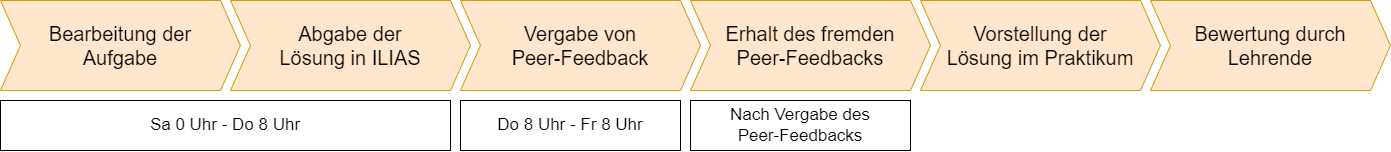 Bearbeitung der
Aufgabe
Abgabe der
Lösung in ILIAS
Vergabe von
Peer-Feedback
Erhalt des fremden
Peer-Feedbacks
Vorstellung der
Lösung im Praktikum
Bewertung durch
Lehrende
Sa 0 Uhr - Do 8 Uhr
Do 8 Uhr - Fr 8 Uhr
Nach Vergabe des
Peer-Feedbacks